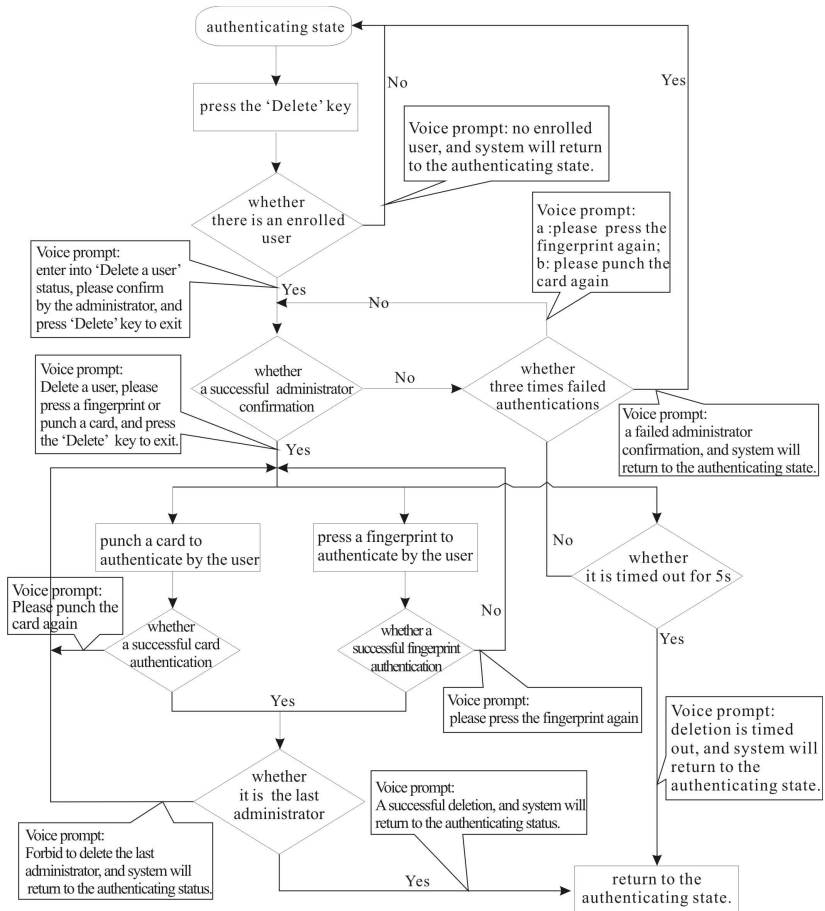 authenticating state
No
Yes
press the ‘Delete’ key
Voice prompt: no enrolled
user, and system will return
to the authenticating state.
whether
there is an enrolled
user
Voice prompt:
a :please press the
fingerprint again;
b: please punch the
card again
Voice prompt:
enter into ‘Delete a user’
status, please confirm
by the administrator, and
press ‘Delete’ key to exit
Yes
No
Voice prompt:
Delete a user, please
press a fingerprint or
punch a card, and press
the ‘Delete’ key to exit.
whether
a successful administrator
confirmation
No
whether
three times failed
authentications
Voice prompt:
a failed administrator
confirmation, and system will
return to the authenticating state.
Yes
punch a card to
authenticate by the user
press a fingerprint to
authenticate by the user
No
whether
it is timed out for 5s
Voice prompt:
Please punch the
card again
whether
a successful card
authentication
whether a
successful fingerprint
authentication
No
Yes
Voice prompt:
please press the fingerprint again
Yes
Voice prompt:
deletion is timed
out, and system will
return to the
authenticating state.
whether
it is the last
administrator
Voice prompt:
A successful deletion, and system will
return to the authenticating status.
Voice prompt:
Forbid to delete the last
administrator, and system will
return to the authenticating status.
Yes
return to the
authenticating state.